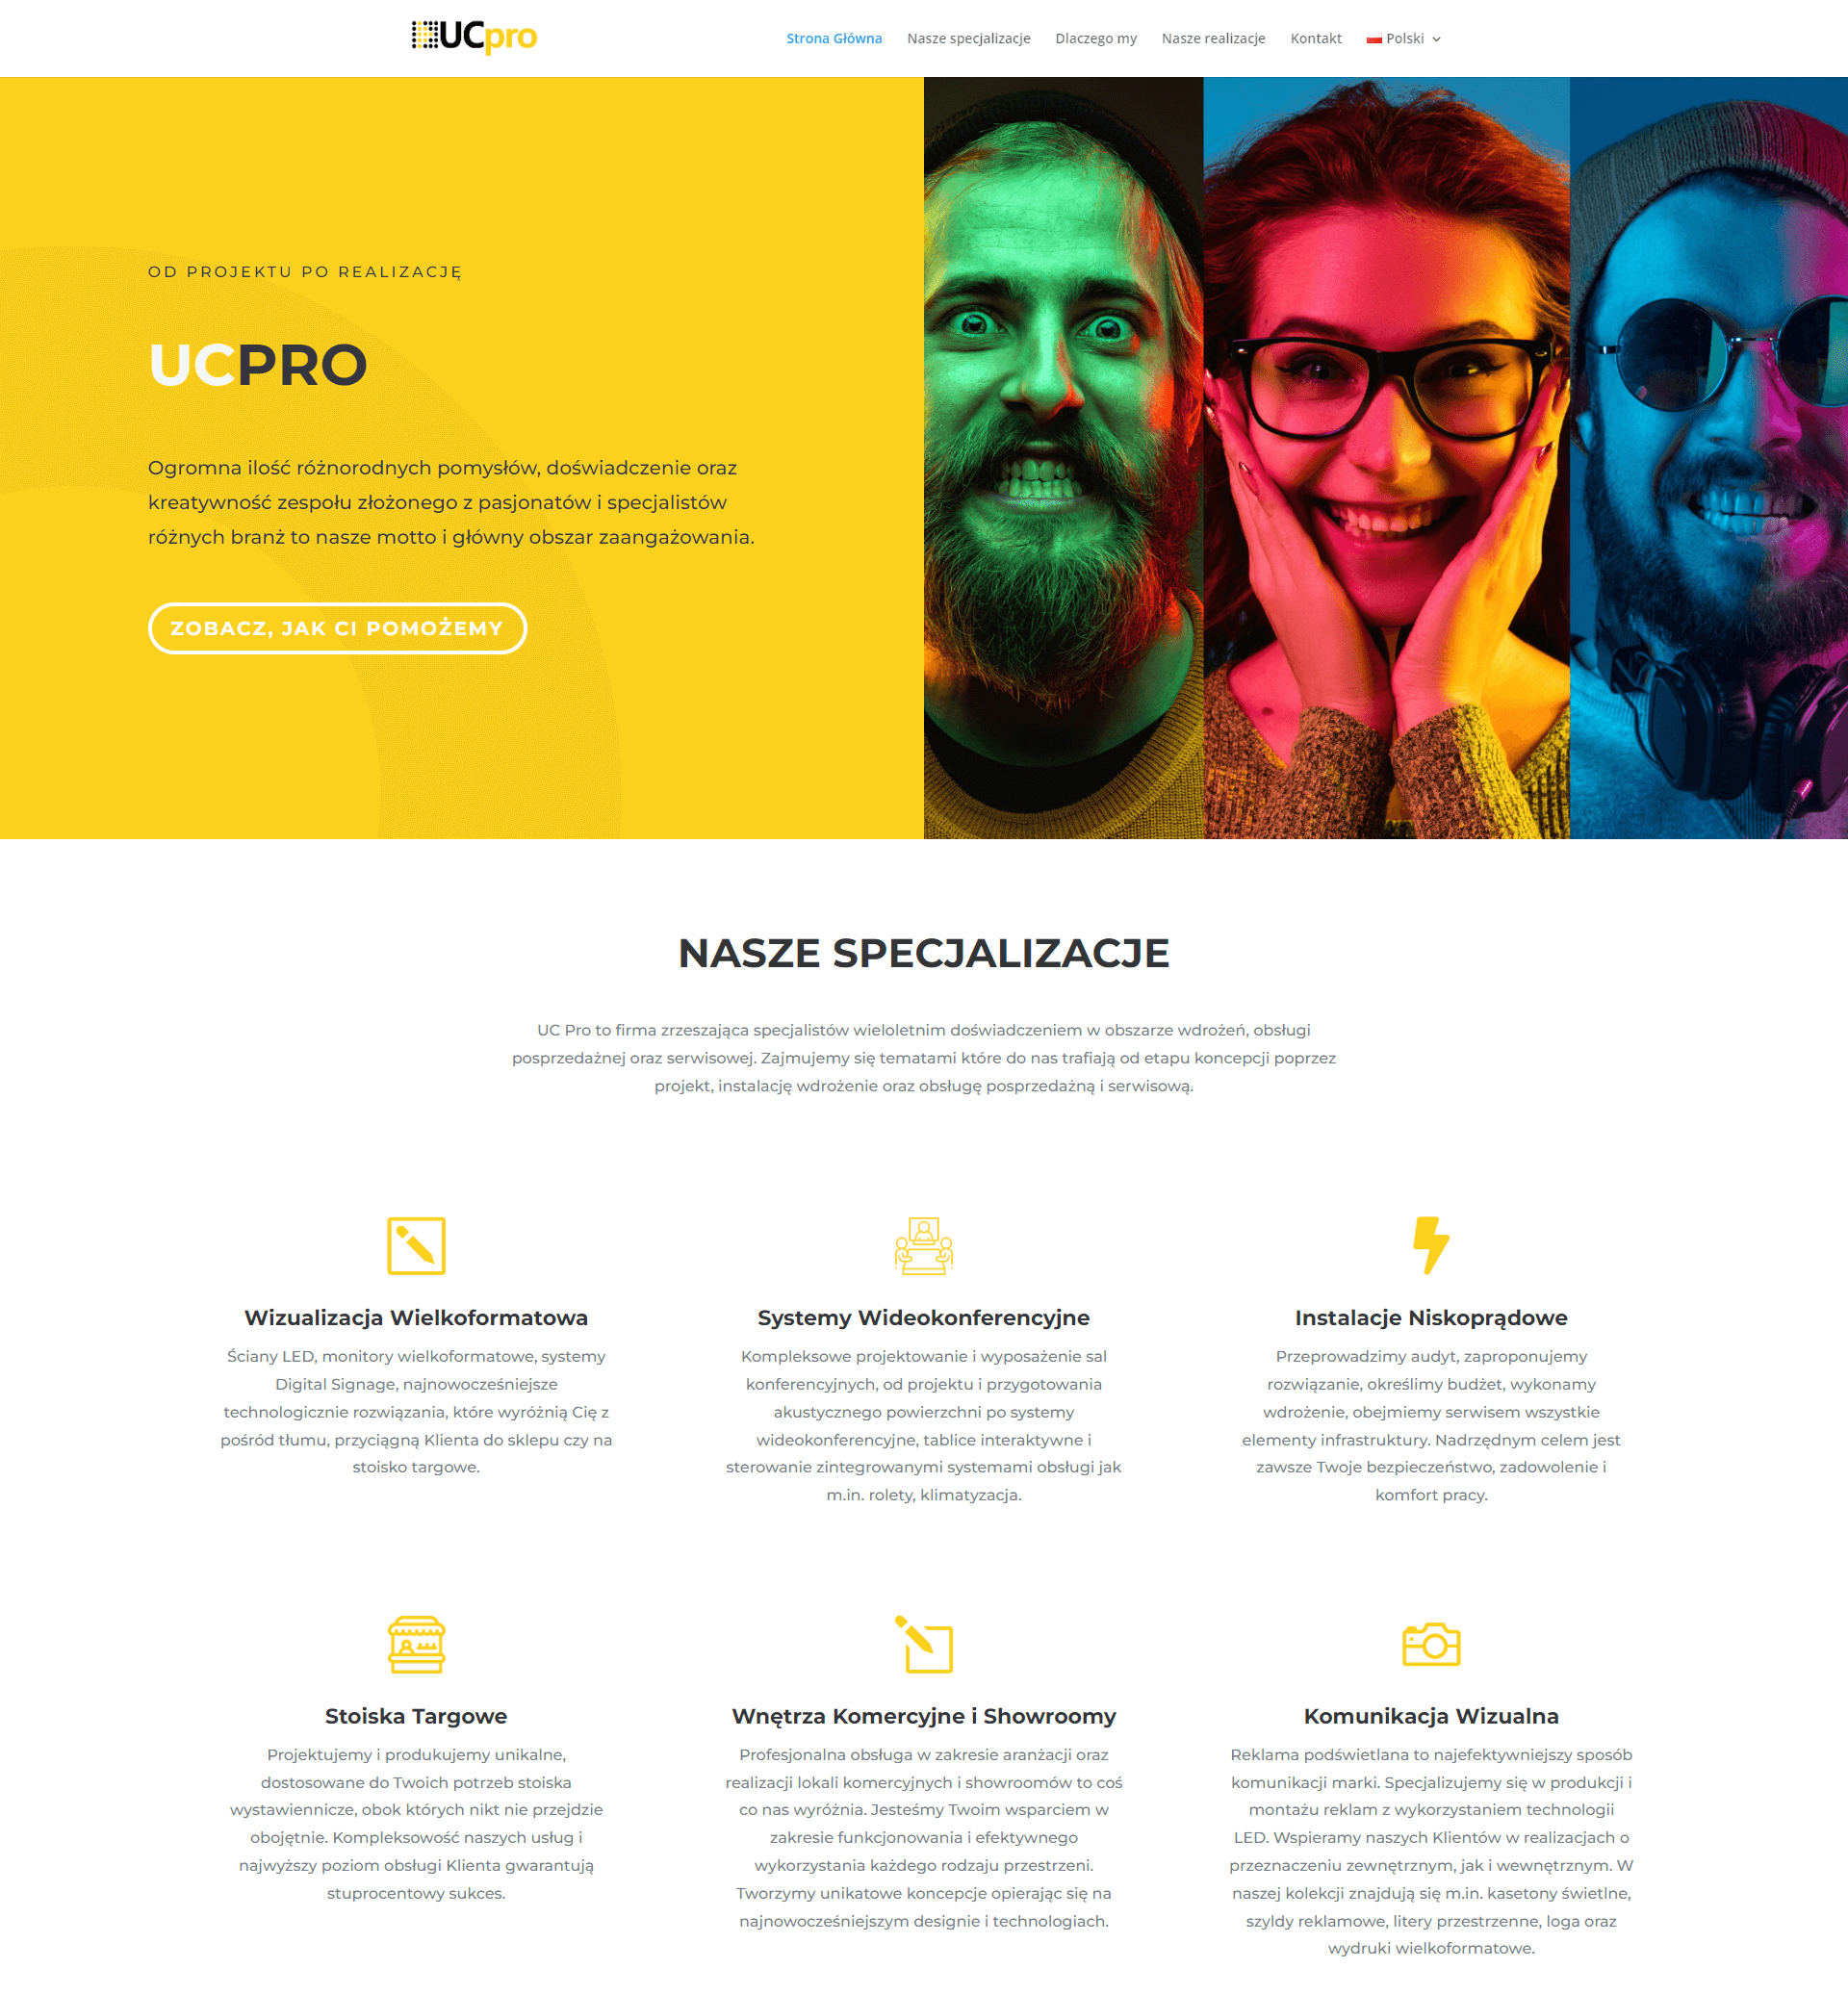 UCpro
Strona Główna
Nasze specjalizacje
Dlaczego my
Nasze realizacje
Kontakt
Polski
OD PROJEKTU PO REALIZACJĘ
UCPRO
Ogromna ilość różnorodnych pomysłów, doświadczenie oraz
kreatywność zespołu złożonego z pasjonatów i specjalistów
różnych branż to nasze motto i główny obszar zaangażowania.
ZOBACZ, JAK CI POMOŻEMY
NASZE SPECJALIZACJE
UC Pro to firma zrzeszająca specjalistów wieloletnim doświadczeniem w obszarze wdrożeń, obsługi
posprzedażnej oraz serwisowej. Zajmujemy się tematami które do nas trafiają od etapu koncepcji poprzez
projekt, instalację wdrożenie oraz obsługę posprzedażną i serwisową.
Wizualizacja Wielkoformatowa
Ściany LED, monitory wielkoformatowe, systemy
Digital Signage, najnowocześniejsze
technologicznie rozwiązania, które wyróżnią Cię z
pośród tłumu, przyciągną Klienta do sklepu czy na
stoisko targowe.
Systemy Wideokonferencyjne
Kompleksowe projektowanie i wyposażenie sal
konferencyjnych, od projektu i przygotowania
akustycznego powierzchni po systemy
wideokonferencyjne, tablice interaktywne i
sterowanie zintegrowanymi systemami obsługi jak
m.in. rolety, klimatyzacja.
Instalacje Niskoprądowe
Przeprowadzimy audyt, zaproponujemy
rozwiązanie, określimy budżet, wykonamy
wdrożenie, obejmiemy serwisem wszystkie
elementy infrastruktury. Nadrzędnym celem jest
zawsze Twoje bezpieczeństwo, zadowolenie i
komfort pracy.
Stoiska Targowe
Projektujemy i produkujemy unikalne,
dostosowane do Twoich potrzeb stoiska
wystawiennicze, obok których nikt nie przejdzie
obojętnie. Kompleksowość naszych usług i
najwyższy poziom obsługi Klienta gwarantują
stuprocentowy sukces.
Wnętrza Komercyjne i Showroomy
Profesjonalna obsługa w zakresie aranżacji oraz
realizacji lokali komercyjnych i showroomów to coś
co nas wyróżnia. Jesteśmy Twoim wsparciem w
zakresie funkcjonowania i efektywnego
wykorzystania każdego rodzaju przestrzeni.
Tworzymy unikatowe koncepcje opierając się na
najnowocześniejszym designie i technologiach.
Komunikacja Wizualna
Reklama podświetlana to najefektywniejszy sposób
komunikacji marki. Specjalizujemy się w produkcji i
montażu reklam z wykorzystaniem technologii
LED. Wspieramy naszych Klientów w realizacjach o
przeznaczeniu zewnętrznym, jak i wewnętrznym. W
naszej kolekcji znajdują się m.in. kasetony świetlne,
szyldy reklamowe, litery przestrzenne, loga oraz
wydruki wielkoformatowe.